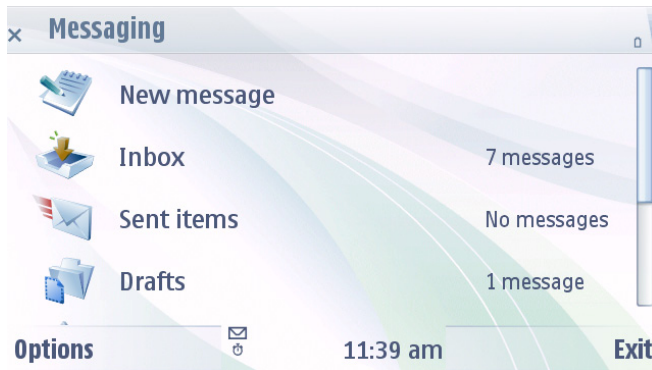 Messaging
New message
Inbox 7 messages
Sent items No messages
Drafts 1 message
Options 11:39 am Exit